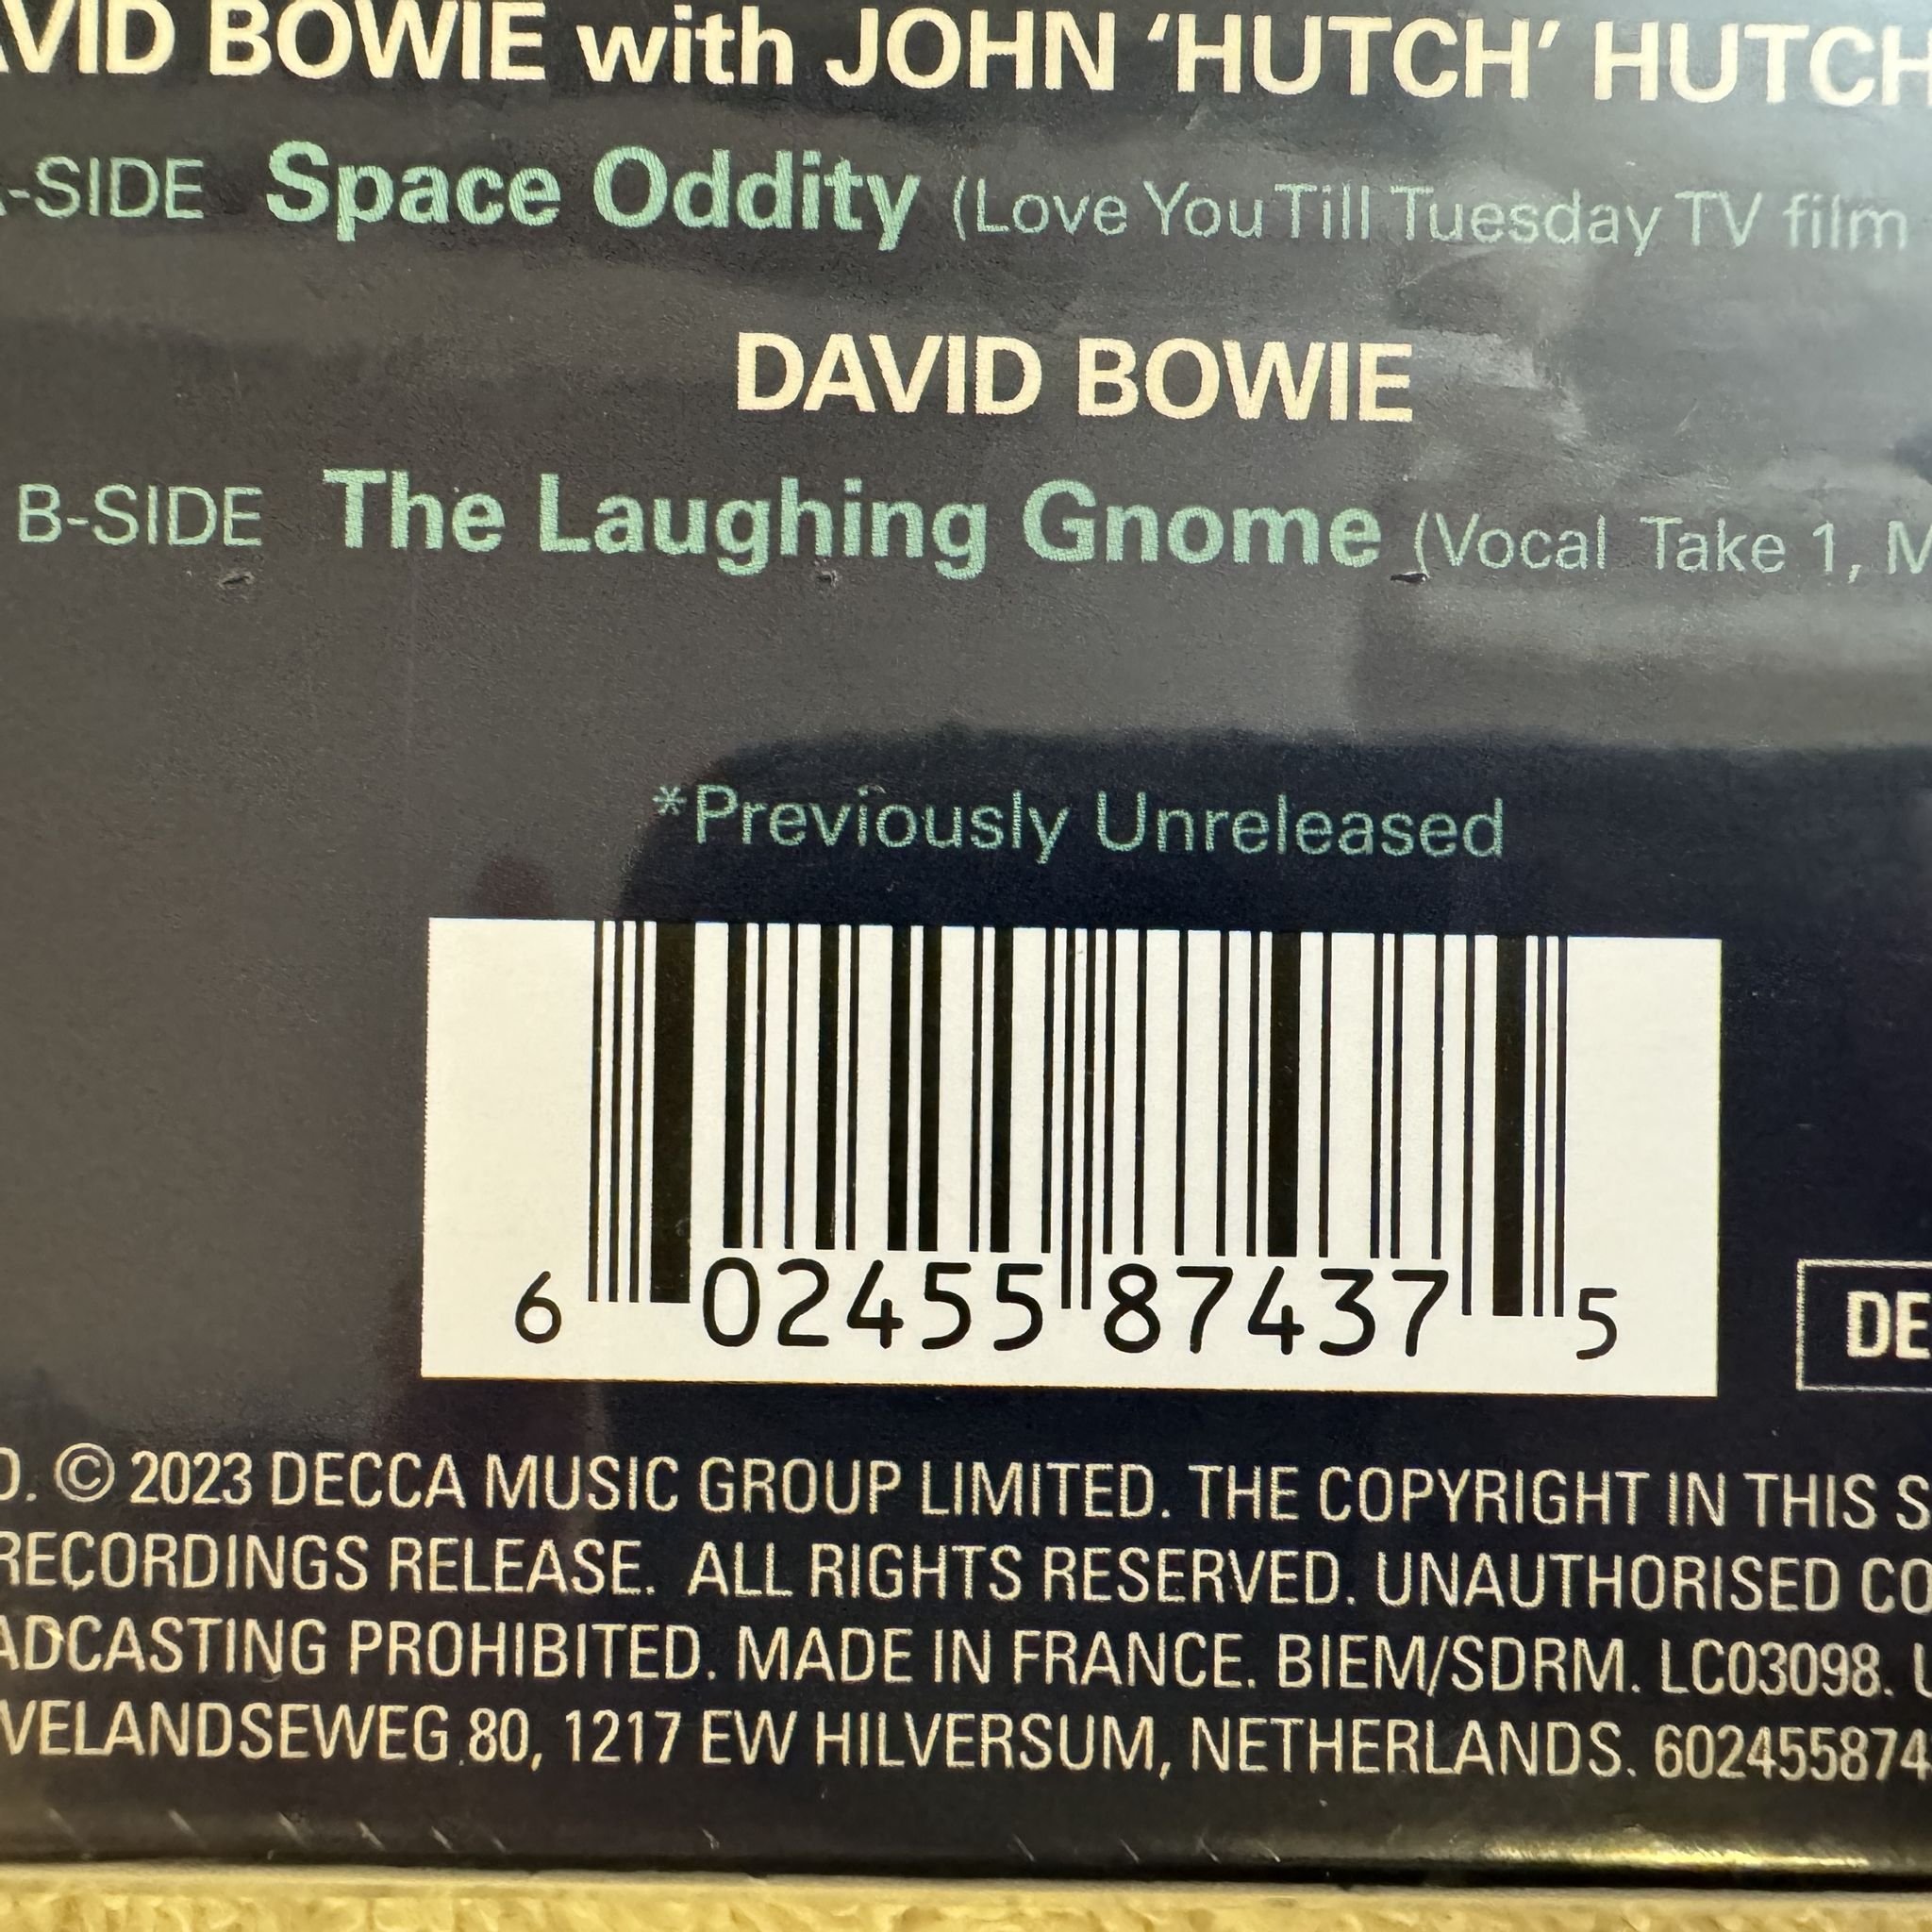 DAVID BOWIE with JOHN ‘HUTCH’ HUTCH
-SIDE Space Oddity (Love You Till Tuesday TV film
DAVID BOWIE
B-SIDE The Laughing Gnome (Vocal Take 1, M
*Previously Unreleased
6 02455 87437 5
DE
D. © 2023 DECCA MUSIC GROUP LIMITED. THE COPYRIGHT IN THIS S
RECORDINGS RELEASE. ALL RIGHTS RESERVED. UNAUTHORISED CO
ADCASTING PROHIBITED. MADE IN FRANCE. BIEM/SDRM. LC03098. U
VELANDSEWEG 80, 1217 EW HILVERSUM, NETHERLANDS. 602455874